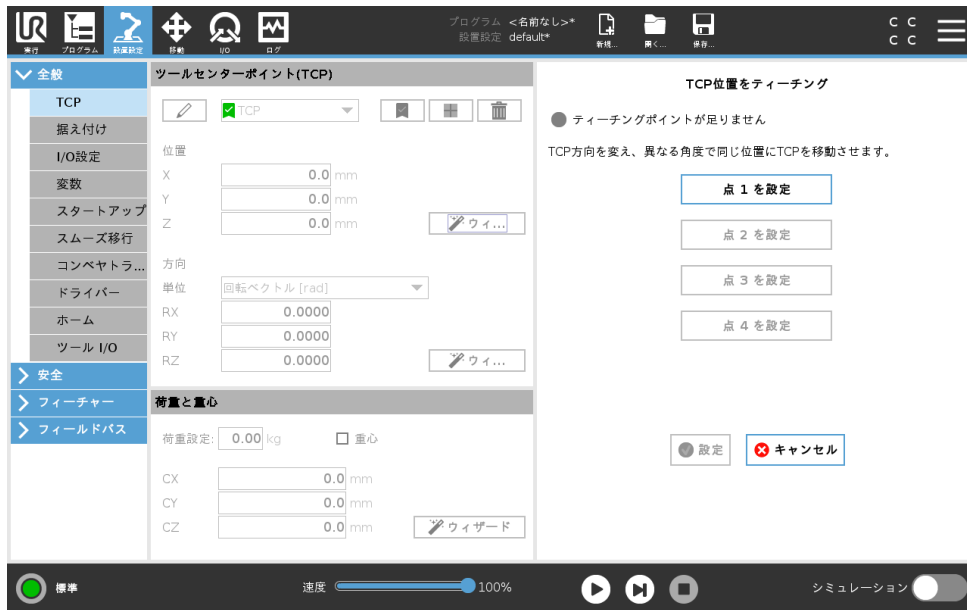 UR
実行
プログラム
設置設定
移動
I/O
ログ
プログラム <名前なし>*
設置設定 default*
新規...
開く...
保存...
C C
C C
全般
TCP
据え付け
I/O設定
変数
スタートアップ
スムーズ移行
コンベヤトラ...
ドライバー
ホーム
ツール I/O
安全
フィーチャー
フィールドバス
ツールセンターポイント(TCP)
TCP
位置
X 0.0 mm
Y 0.0 mm
Z 0.0 mm
ウィ...
方向
単位 回転ベクトル [rad]
RX 0.0000
RY 0.0000
RZ 0.0000
ウィ...
荷重と重心
荷重設定: 0.00 kg 重心
CX 0.0 mm
CY 0.0 mm
CZ 0.0 mm
ウィザード
TCP位置をティーチング
ティーチングポイントが足りません
TCP方向を変え、異なる角度で同じ位置にTCPを移動させます。
点 1 を設定
点 2 を設定
点 3 を設定
点 4 を設定
設定
キャンセル
標準
速度 100%
シミュレーション